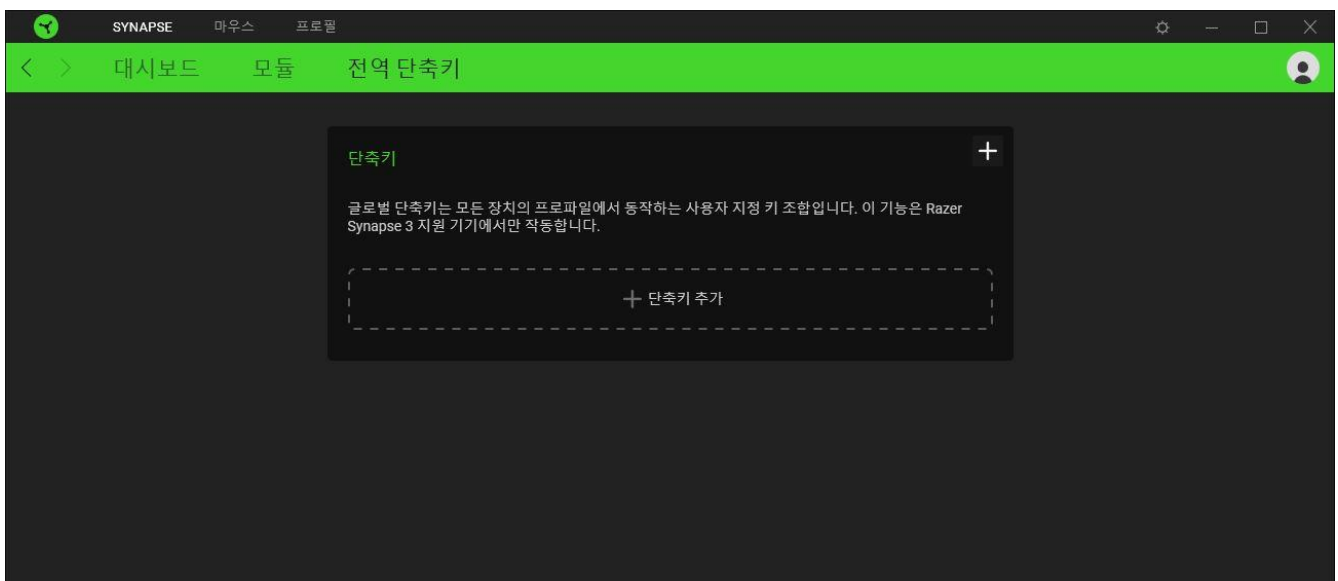 SYNAPSE 마우스 프로필
대시보드 모듈 전역 단축키
단축키
글로벌 단축키는 모든 장치의 프로파일에서 동작하는 사용자 지정 키 조합입니다. 이 기능은 Razer
Synapse 3 지원 기기에서만 작동합니다.
단축키 추가